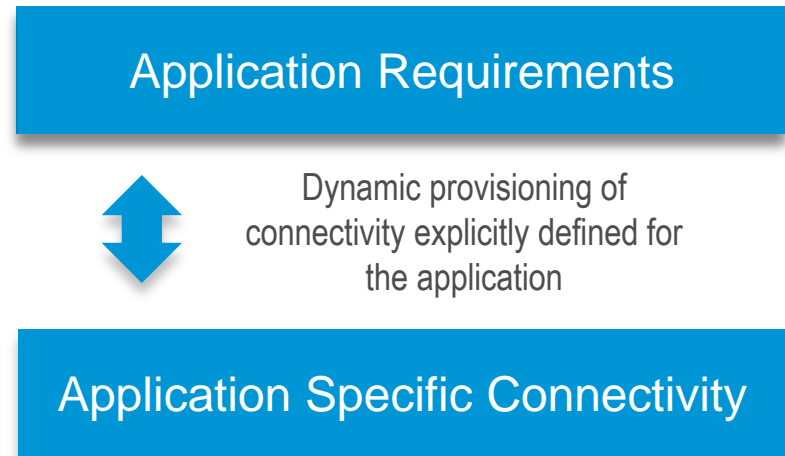 Application Requirements
Dynamic provisioning of
connectivity explicitly defined for
the application
Application Specific Connectivity